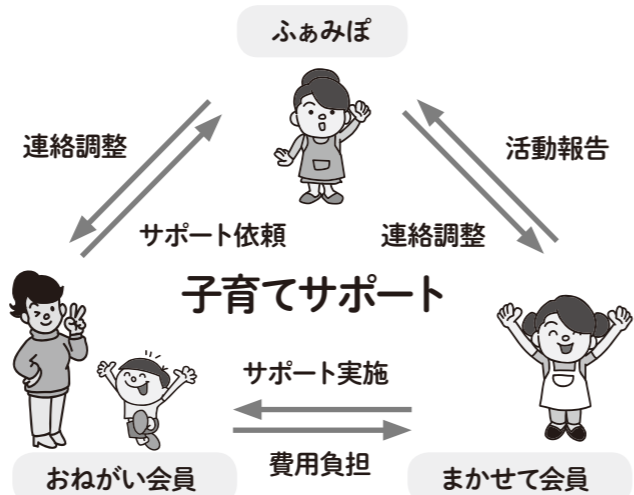 ふぁみぽ
連絡調整
活動報告
サポート依頼
連絡調整
子育てサポート
サポート実施
費用負担
おねがい会員
まかせて会員